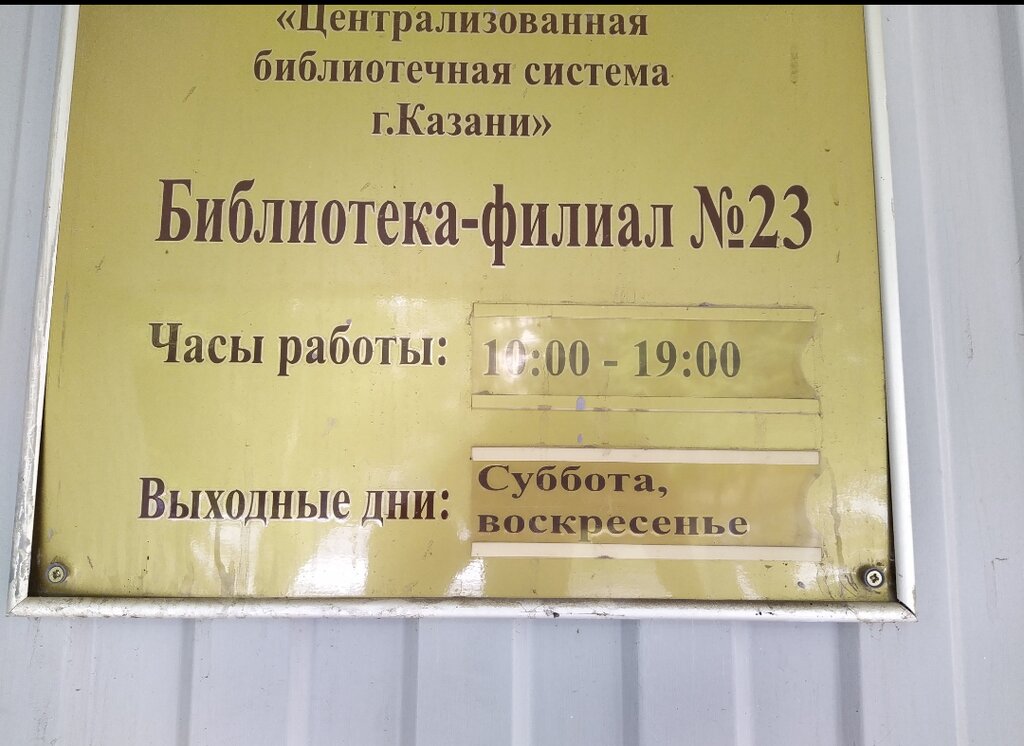 «Централизованная
библиотечная система
г.Казани»
Библиотека-филиал №23
Часы работы: 10:00 - 19:00
Выходные дни: Суббота,
воскресенье